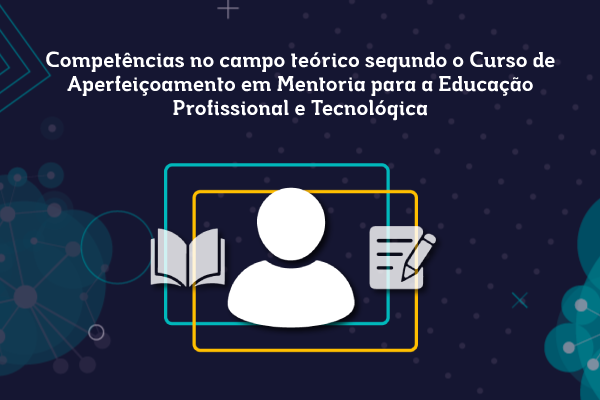 Competências no campo teórico segundo o Curso de
Aperfeiçoamento em Mentoria para a Educação
Profissional e Tecnológica